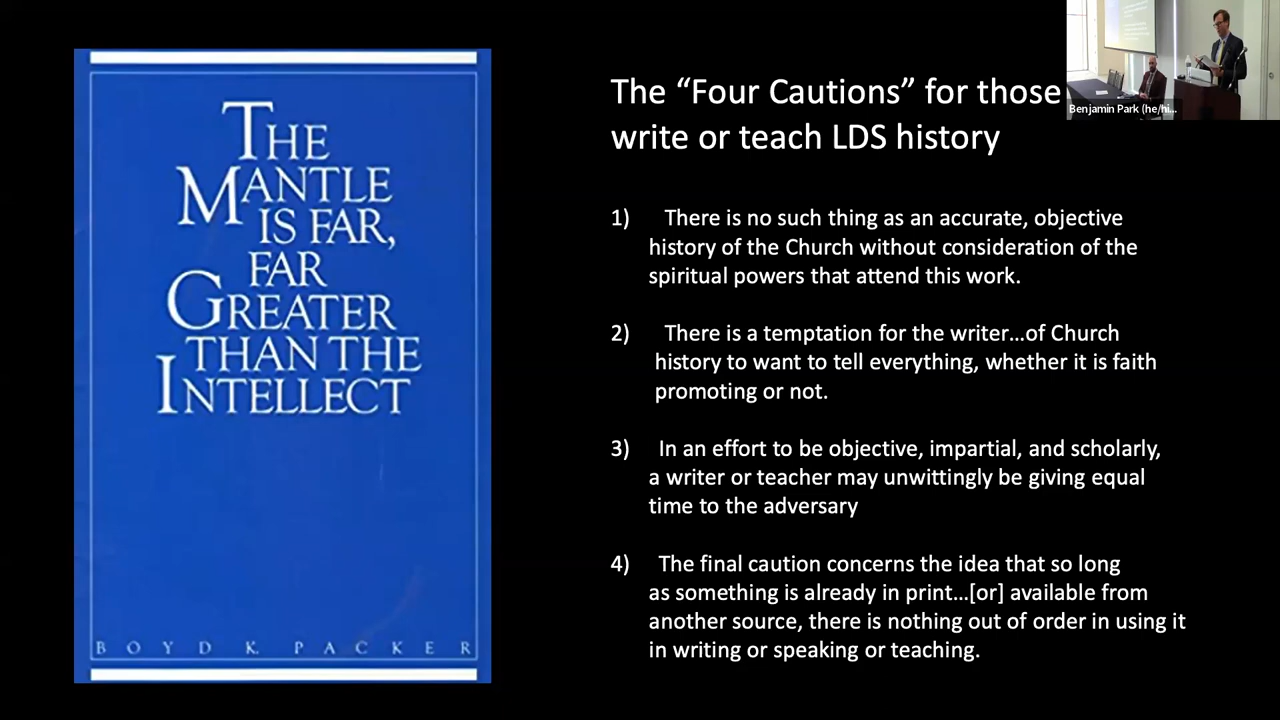 THE
MANTLE
IS FAR,
FAR
GREATER
THAN THE
INTELLECT
BOYD K. PACKER
The “Four Cautions” for those
write or teach LDS history
1) There is no such thing as an accurate, objective
history of the Church without consideration of the
spiritual powers that attend this work.
2) There is a temptation for the writer…of Church
history to want to tell everything, whether it is faith
promoting or not.
3) In an effort to be objective, impartial, and scholarly,
a writer or teacher may unwittingly be giving equal
time to the adversary
4) The final caution concerns the idea that so long
as something is already in print…[or] available from
another source, there is nothing out of order in using it
in writing or speaking or teaching.
Benjamin Park (he/hi...